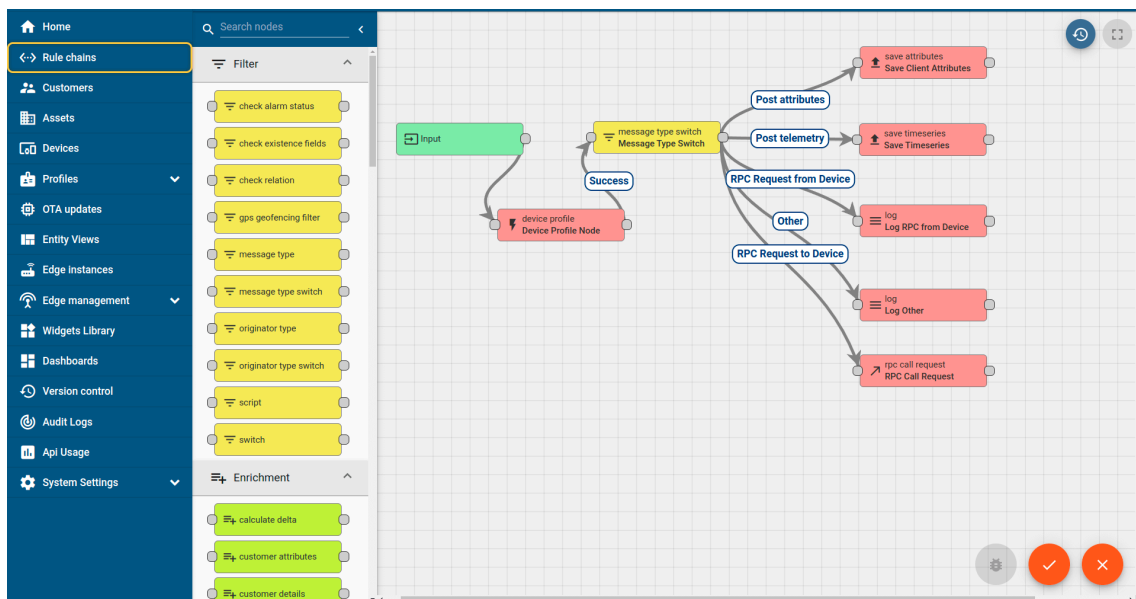 Home
Rule chains
Customers
Assets
Devices
Profiles
OTA updates
Entity Views
Edge instances
Edge management
Widgets Library
Dashboards
Version control
Audit Logs
Api Usage
System Settings
Search nodes
Filter
check alarm status
check existence fields
check relation
gps geofencing filter
message type
message type switch
originator type
originator type switch
script
switch
Enrichment
calculate delta
customer attributes
customer details
Input
device profile
Device Profile Node
Success
message type switch
Message Type Switch
Post attributes
Post telemetry
RPC Request from Device
Other
RPC Request to Device
save attributes
Save Client Attributes
save timeseries
Save Timeseries
log
Log RPC from Device
log
Log Other
rpc call request
RPC Call Request